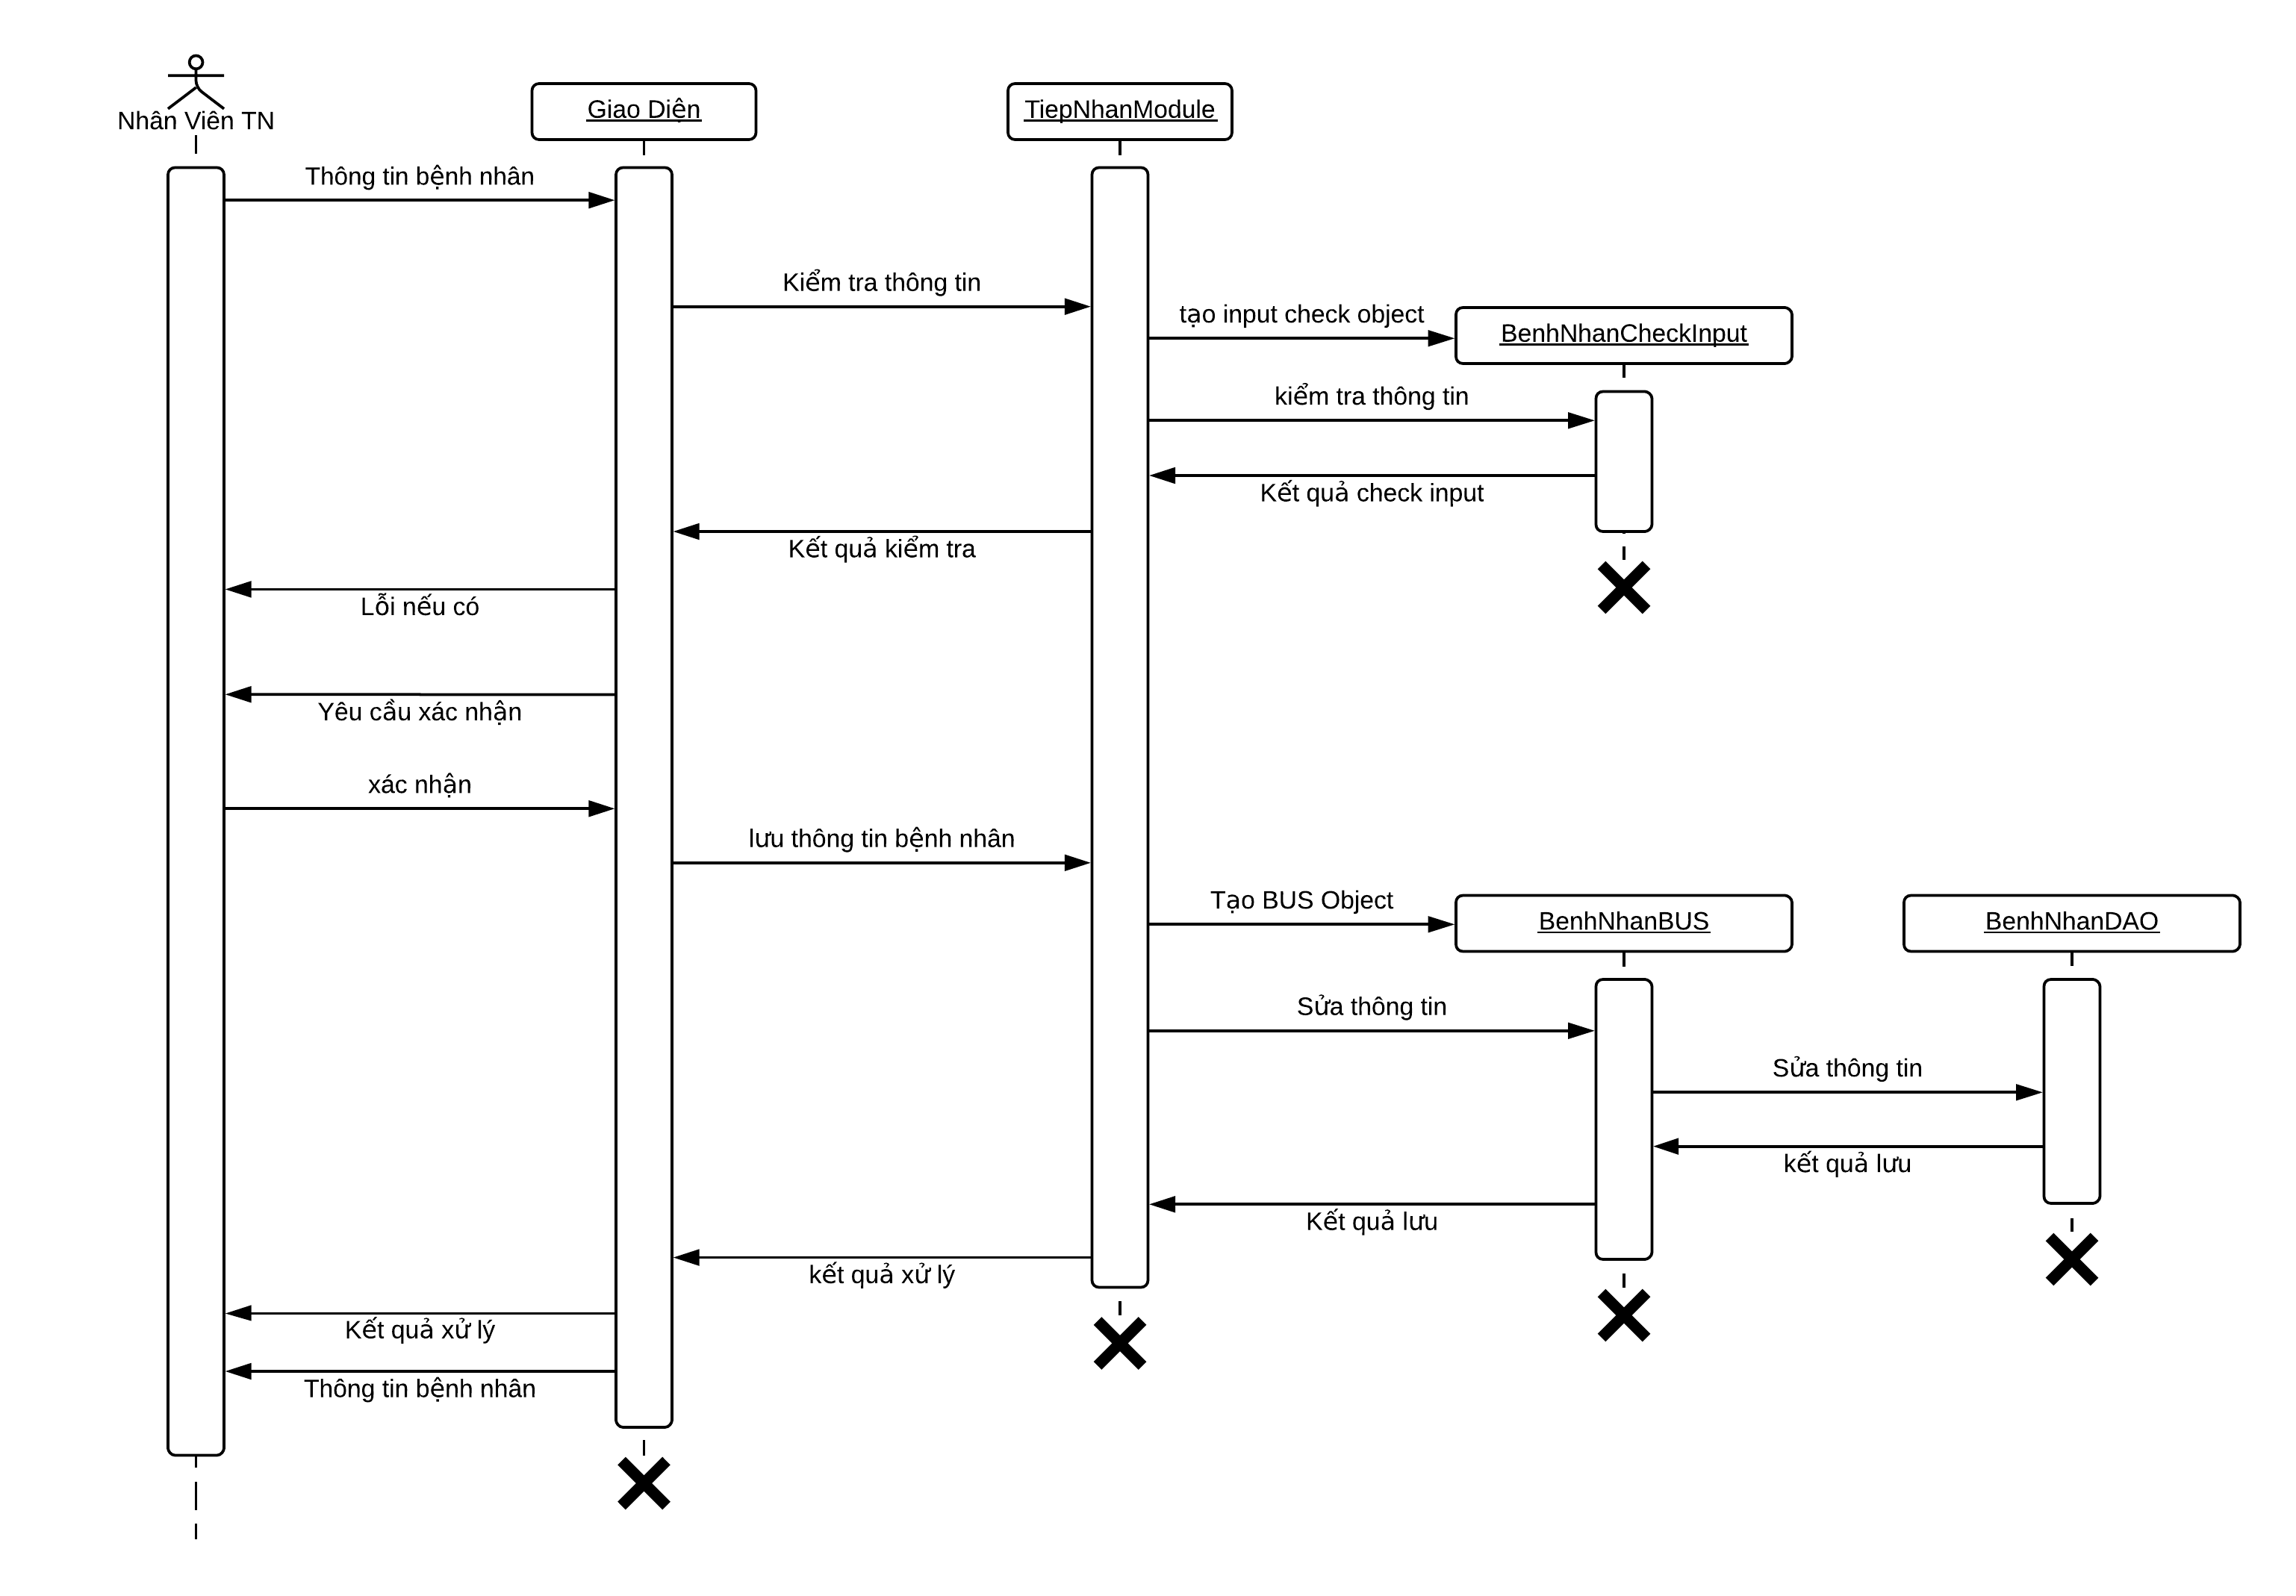 Nhân Viên TN
Giao Diện
TiepNhanModule
Thông tin bệnh nhân
Kiểm tra thông tin
tạo input check object
BenhNhanCheckInput
kiểm tra thông tin
Kết quả check input
Kết quả kiểm tra
Lỗi nếu có
Yêu cầu xác nhận
xác nhận
lưu thông tin bệnh nhân
Tạo BUS Object
BenhNhanBUS
BenhNhanDAO
Sửa thông tin
Sửa thông tin
kết quả lưu
Kết quả lưu
kết quả xử lý
Kết quả xử lý
Thông tin bệnh nhân